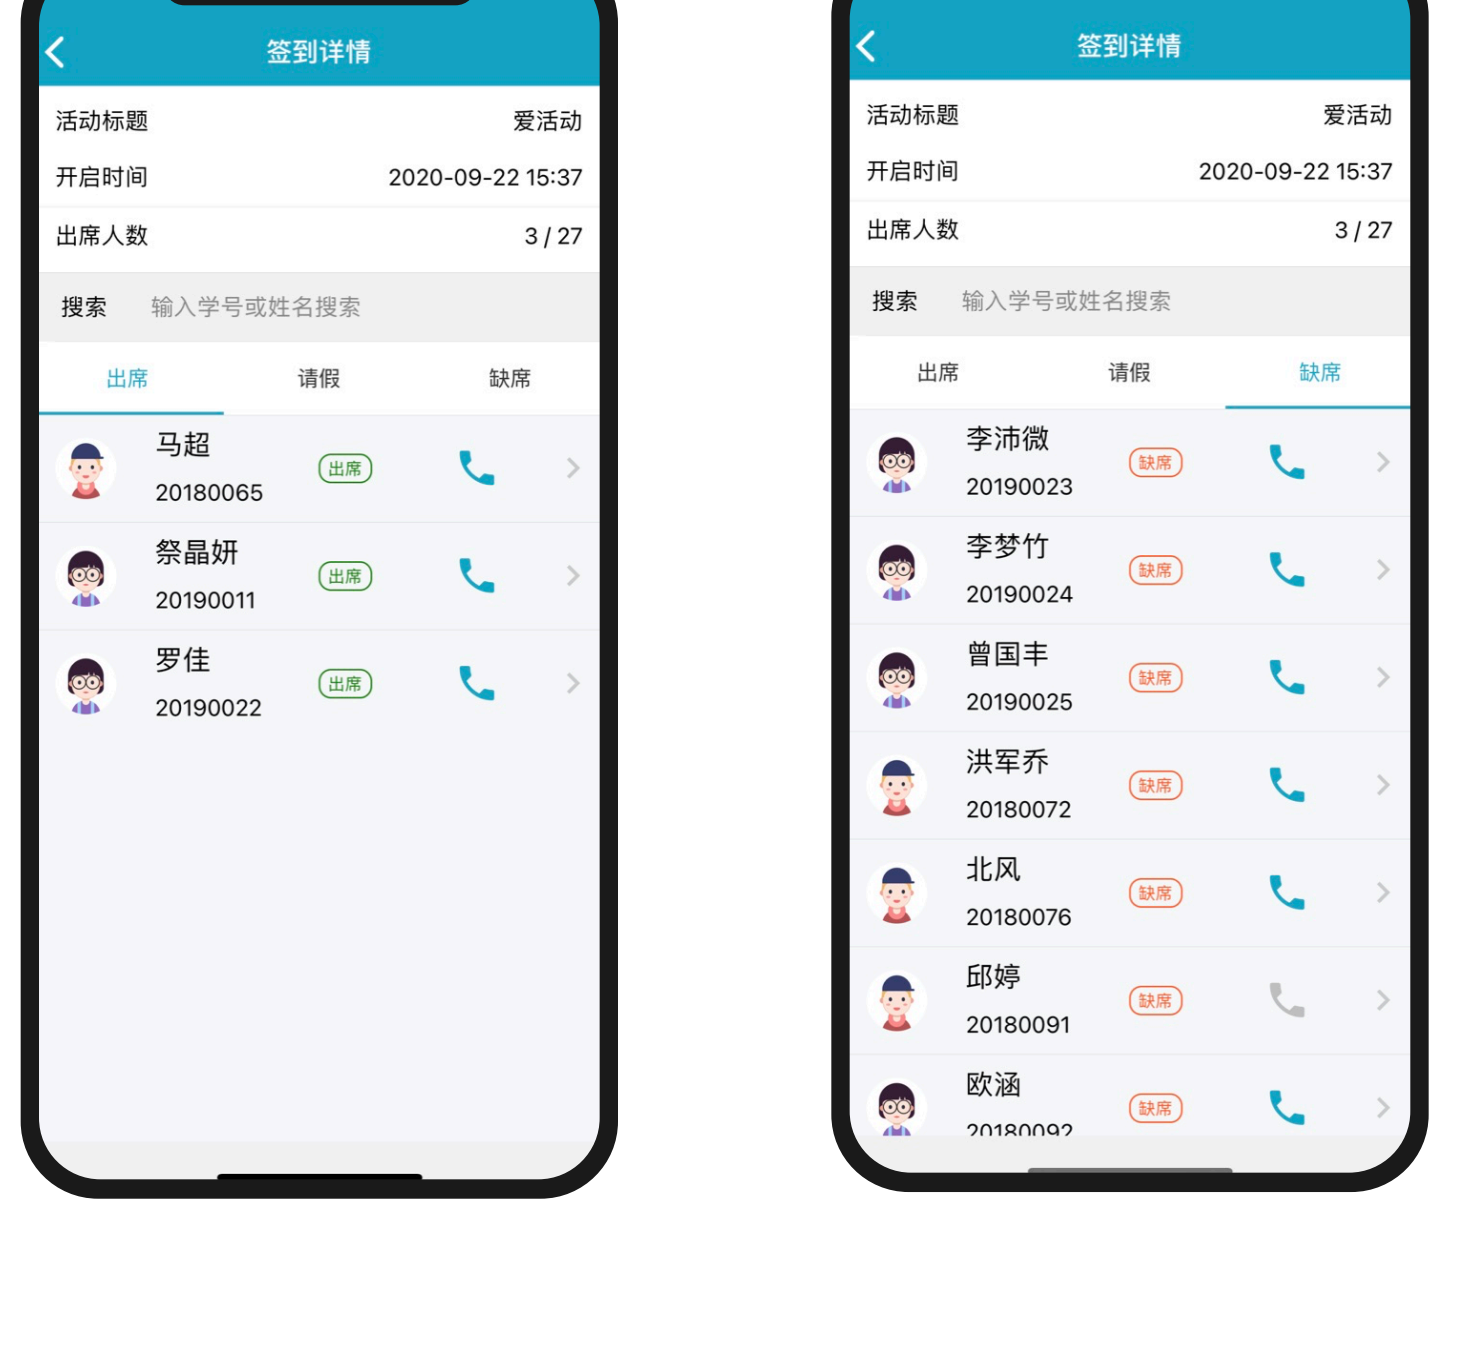 签到详情
活动标题 爱活动
开启时间 2020-09-22 15:37
出席人数 3 / 27
搜索 输入学号或姓名搜索
出席 请假 缺席
马超
20180065
出席
祭晶妍
20190011
出席
罗佳
20190022
出席
签到详情
活动标题 爱活动
开启时间 2020-09-22 15:37
出席人数 3 / 27
搜索 输入学号或姓名搜索
出席 请假 缺席
李沛微
20190023
缺席
李梦竹
20190024
缺席
曾国丰
20190025
缺席
洪军乔
20180072
缺席
北风
20180076
缺席
邱婷
20180091
缺席
欧涵
20180092
缺席